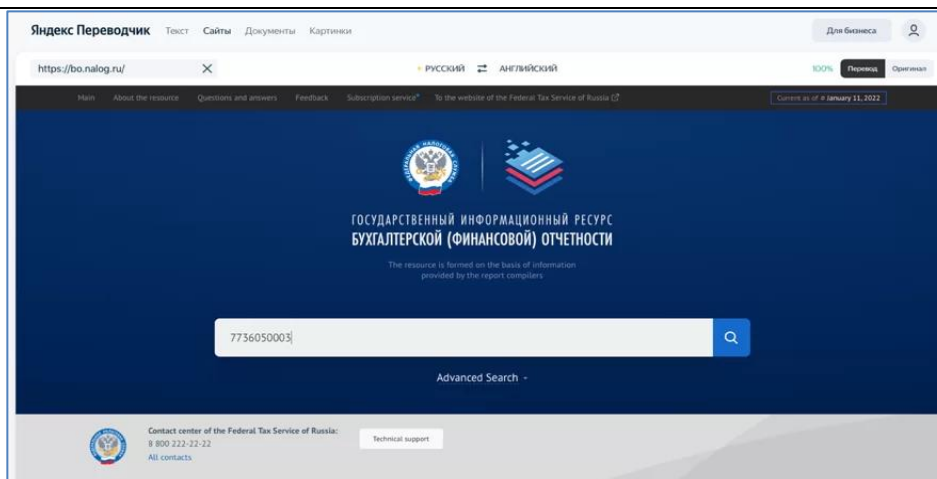 Яндекс Переводчик Текст Сайты Документы Картинки Для бизнеса
https://bo.nalog.ru/ РУССКИЙ АНГЛИЙСКИЙ 100% Перевод Оригинал
Main About the resource Questions and answers Feedback Subscription service To the website of the Federal Tax Service of Russia Current as of # January 11, 2022
ГОСУДАРСТВЕННЫЙ ИНФОРМАЦИОННЫЙ РЕСУРС
БУХГАЛТЕРСКОЙ (ФИНАНСОВОЙ) ОТЧЕТНОСТИ
The resource is formed on the basis of information
provided by the report compilers
7736050003
Advanced Search
Contact center of the Federal Tax Service of Russia:
8 800 222-22-22
All contacts
Technical support